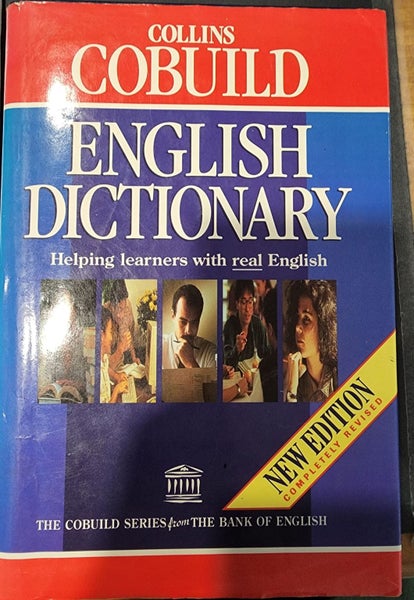 COLLINS
COBUILD
ENGLISH
DICTIONARY
Helping learners with real English
NEW EDITION
COMPLETELY REVISED
THE COBUILD SERIES from THE BANK OF ENGLISH